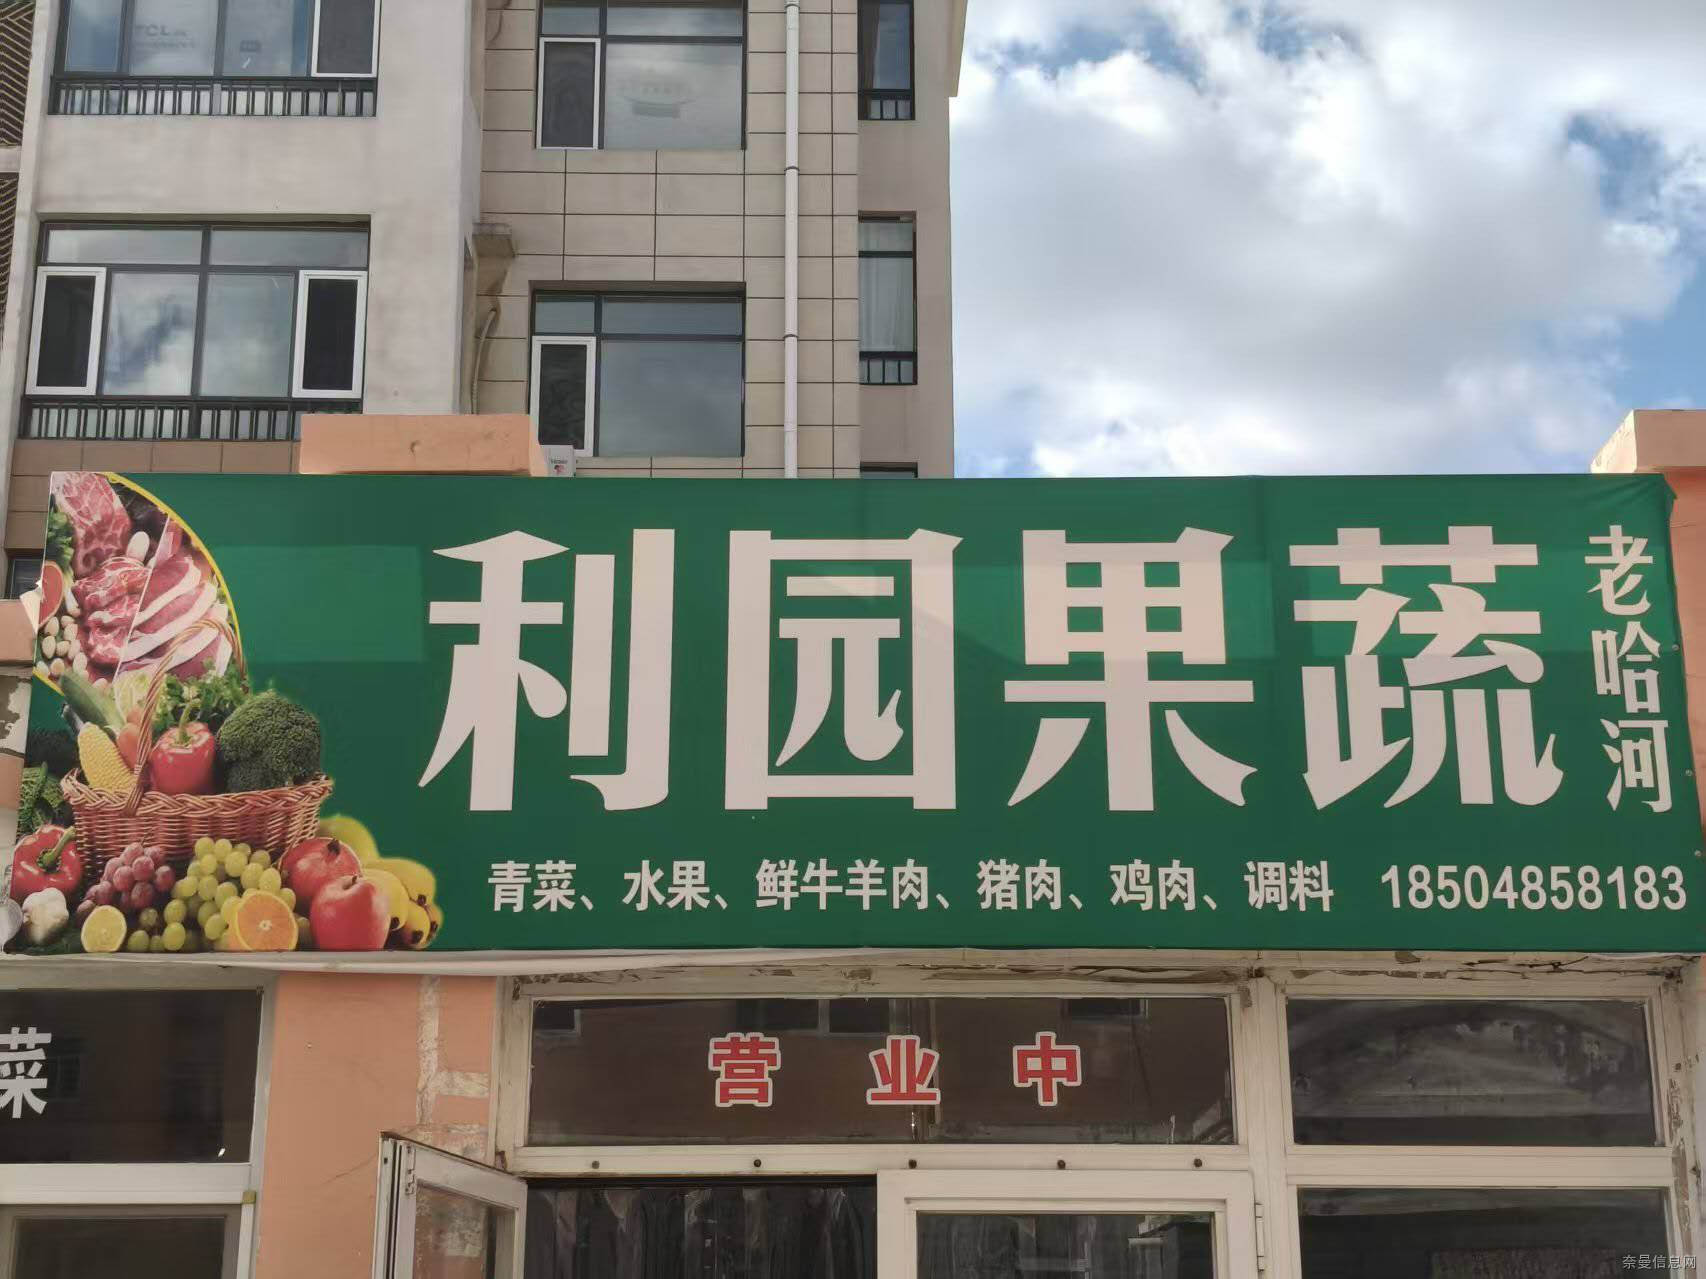 TCL
利园果蔬
老哈河
青菜、水果、鲜牛羊肉、猪肉、鸡肉、调料 18504858183
菜
营业中
奈曼信息网